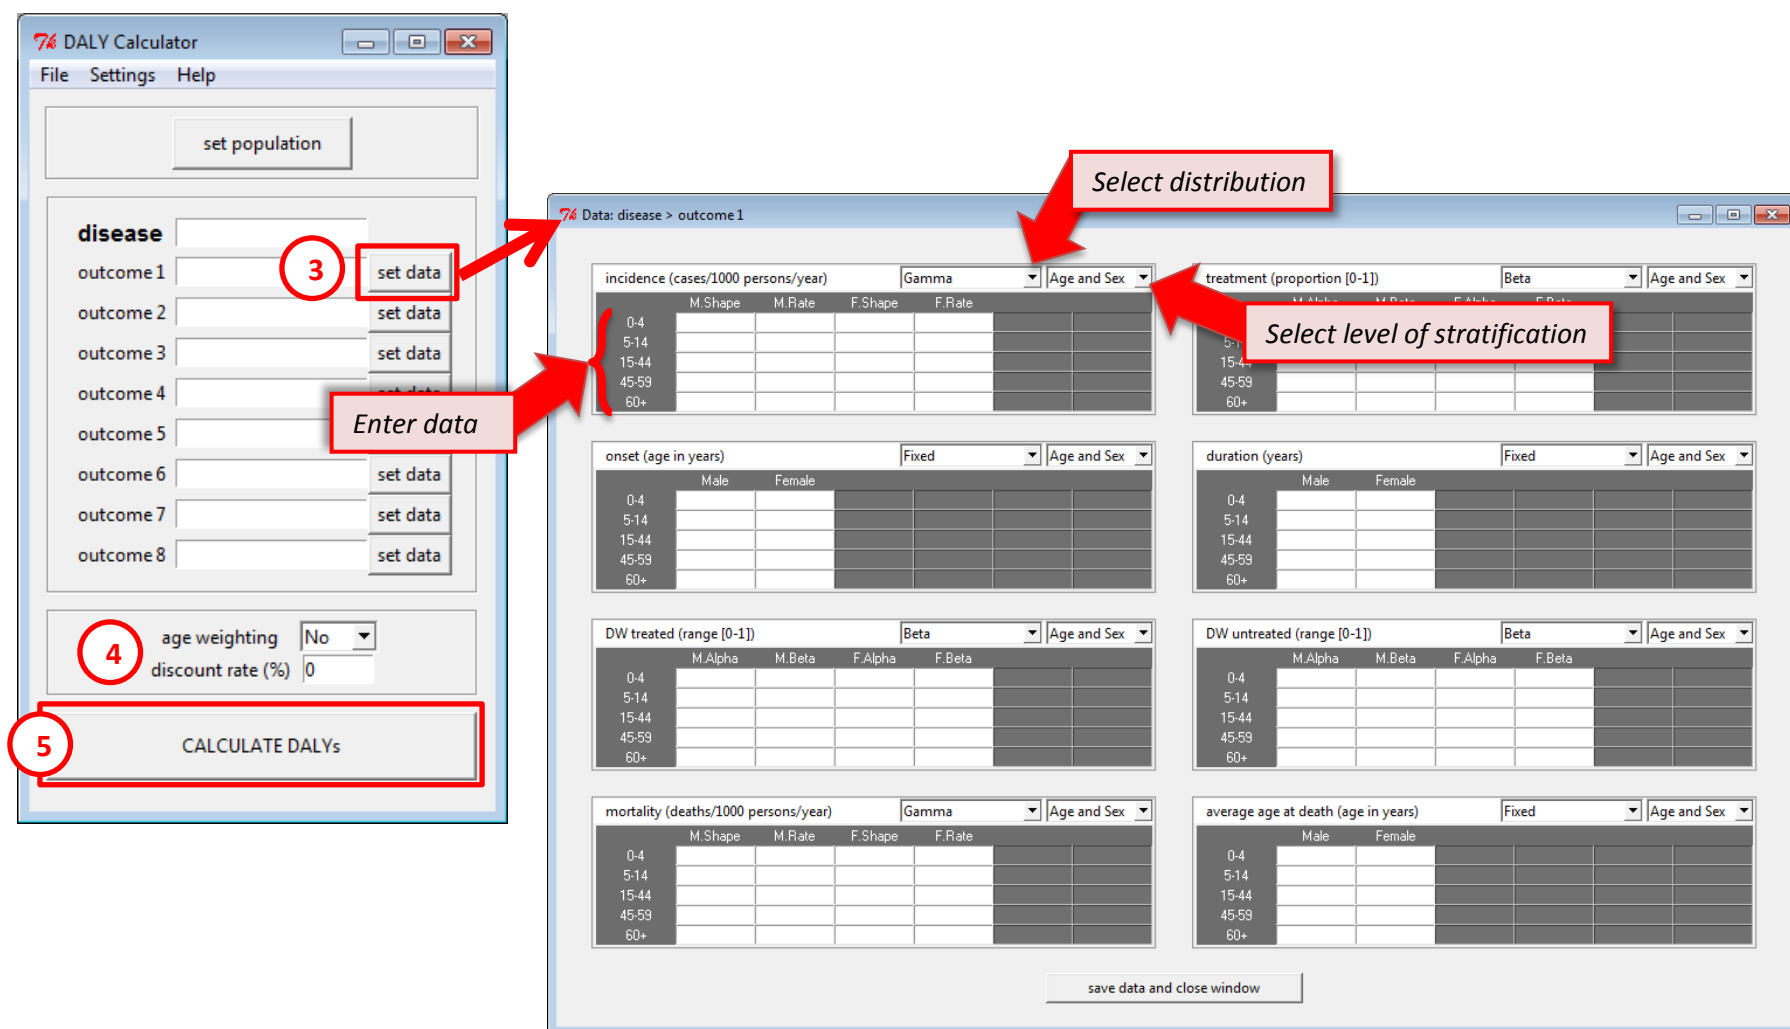 DALY Calculator
File Settings Help
set population
disease
outcome 1 3 set data
outcome 2 set data
outcome 3 set data
outcome 4
outcome 5
outcome 6 set data
outcome 7 set data
outcome 8 set data
4 age weighting No
discount rate (%) 0
5 CALCULATE DALYs
Select distribution
Select level of stratification
Enter data
Data: disease > outcome 1
incidence (cases/1000 persons/year) Gamma Age and Sex
M.Shape M.Rate F.Shape F.Rate
0-4
5-14
15-44
45-59
60+
treatment (proportion [0-1]) Beta Age and Sex
M.Alpha M.Beta F.Alpha F.Beta
15-44
45-59
60+
onset (age in years) Fixed Age and Sex
Male Female
0-4
5-14
15-44
45-59
60+
duration (years) Fixed Age and Sex
Male Female
0-4
5-14
15-44
45-59
60+
DW treated (range [0-1]) Beta Age and Sex
M.Alpha M.Beta F.Alpha F.Beta
0-4
5-14
15-44
45-59
60+
DW untreated (range [0-1]) Beta Age and Sex
M.Alpha M.Beta F.Alpha F.Beta
0-4
5-14
15-44
45-59
60+
mortality (deaths/1000 persons/year) Gamma Age and Sex
M.Shape M.Rate F.Shape F.Rate
0-4
5-14
15-44
45-59
60+
average age at death (age in years) Fixed Age and Sex
Male Female
0-4
5-14
15-44
45-59
60+
save data and close window